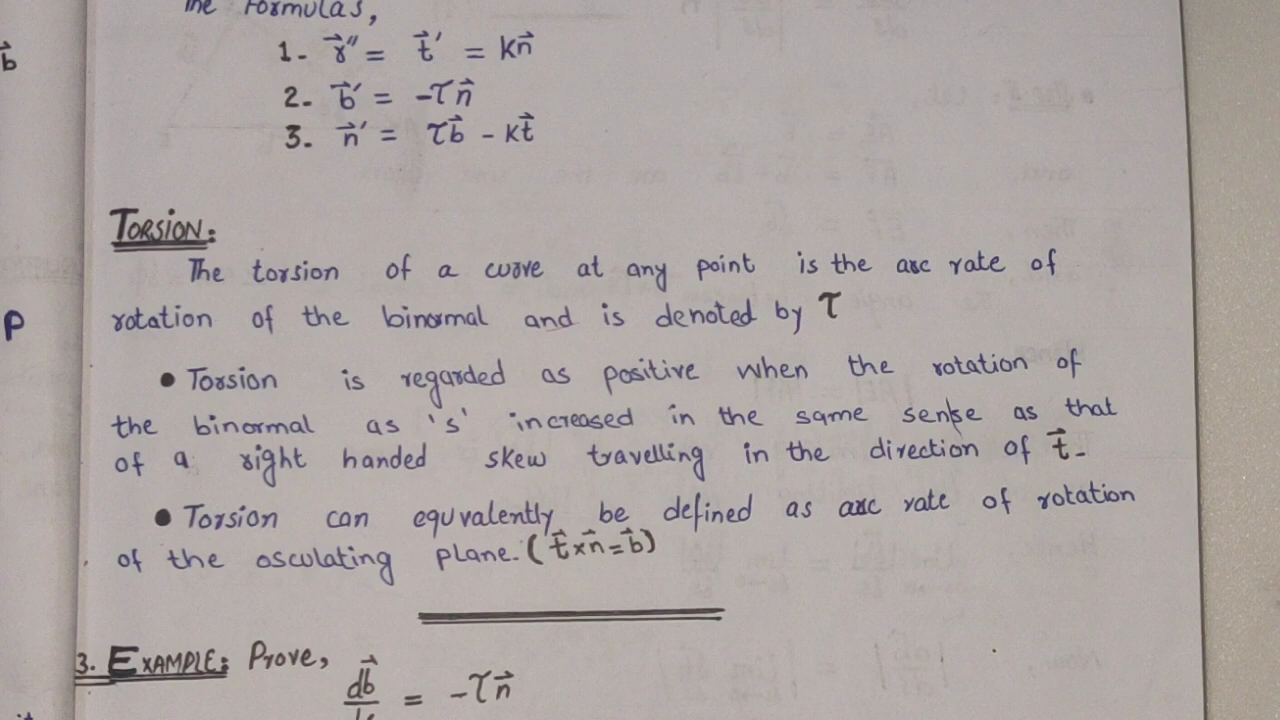 The Formulas,
b⃗
1. r⃗'' = t⃗' = kn⃗
2. b⃗' = -τn⃗
3. n⃗' = τb⃗ - kt⃗
TORSION:
The torsion of a curve at any point is the arc rate of
P
rotation of the binormal and is denoted by τ
• Torsion is regarded as positive when the rotation of
the binormal as 's' increased in the same sense as that
of a right handed skew travelling in the direction of t⃗-
• Torsion can equvalently be defined as arc rate of rotation
of the osculating plane. (t⃗×n⃗=b⃗)
3. EXAMPLE: Prove,
db⃗/ds = -τn⃗